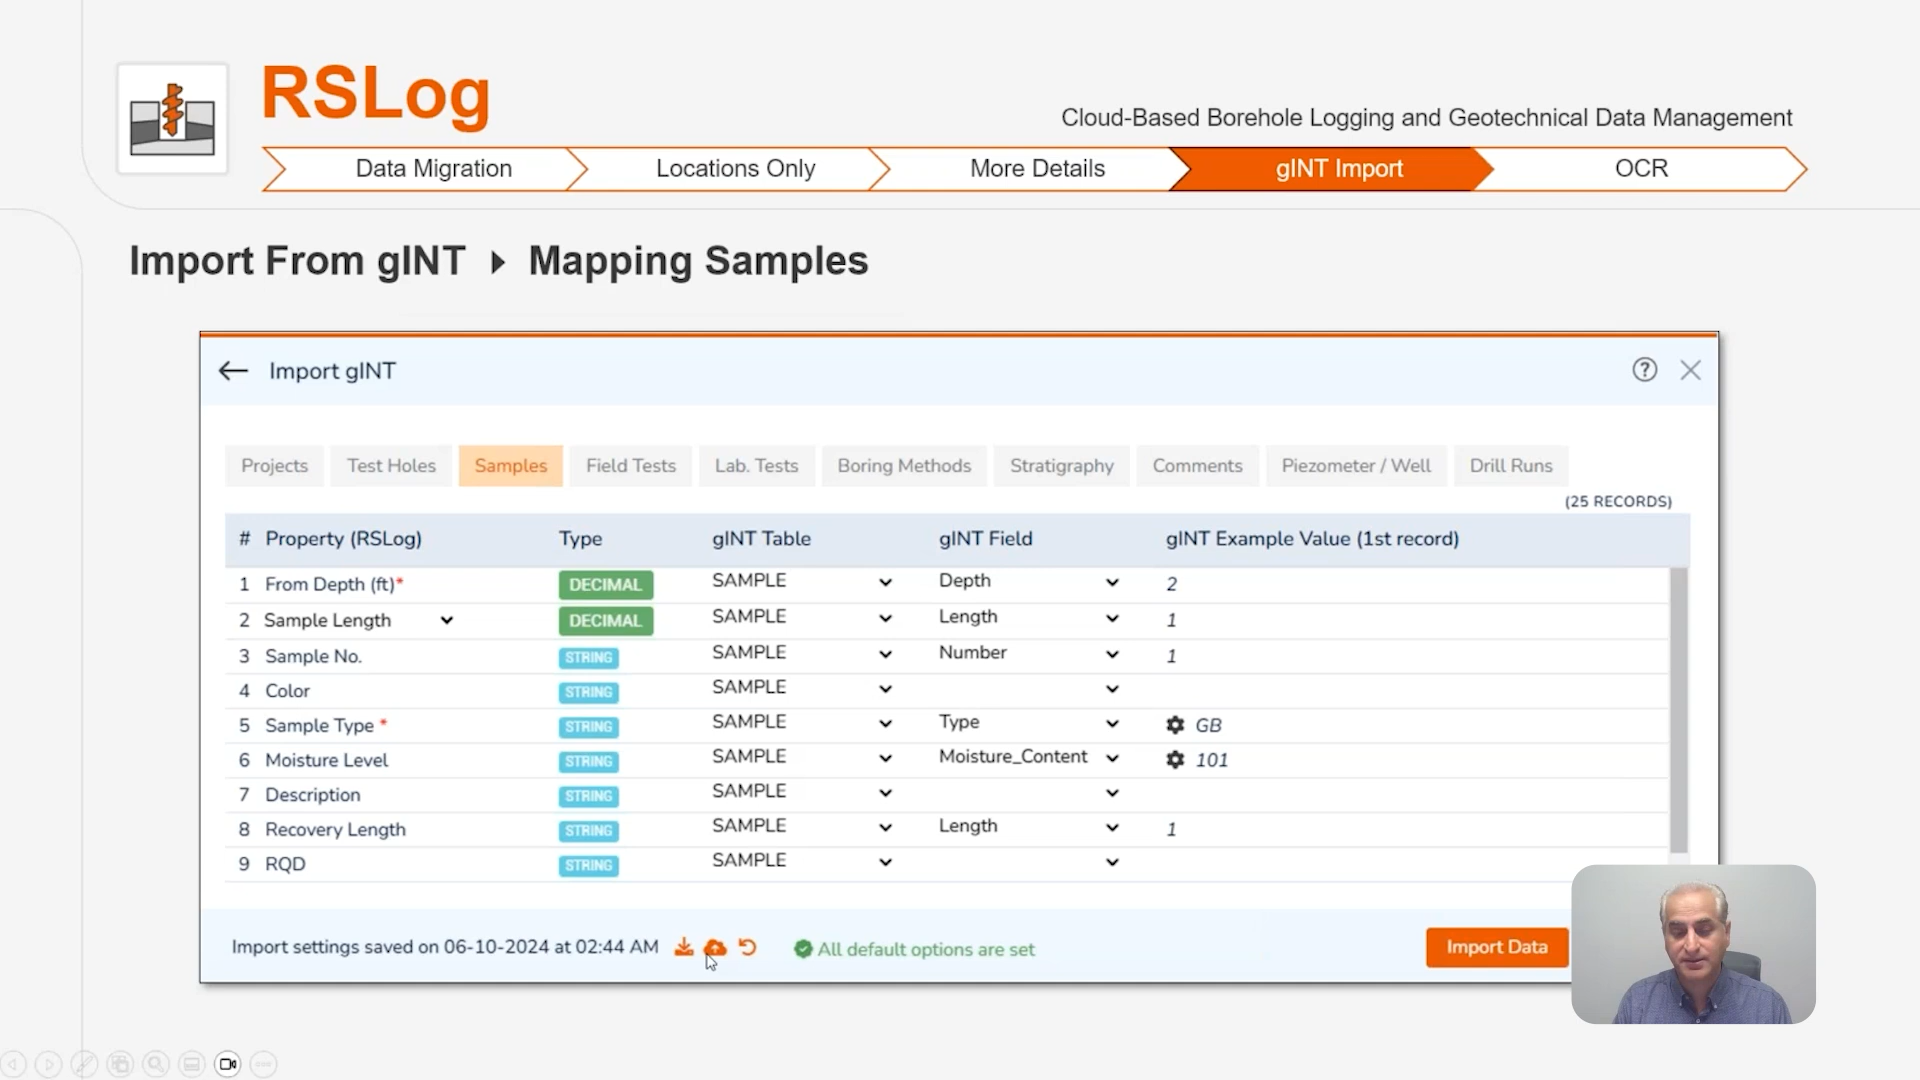 RSLog
Cloud-Based Borehole Logging and Geotechnical Data Management
Data Migration
Locations Only
More Details
gINT Import
OCR
Import From gINT
Mapping Samples
Import gINT
Projects
Test Holes
Samples
Field Tests
Lab. Tests
Boring Methods
Stratigraphy
Comments
Piezometer / Well
Drill Runs
(25 RECORDS)
# Property (RSLog) Type gINT Table gINT Field gINT Example Value (1st record)
1 From Depth (ft)* DECIMAL SAMPLE Depth 2
2 Sample Length DECIMAL SAMPLE Length 1
3 Sample No. STRING SAMPLE Number 1
4 Color STRING SAMPLE
5 Sample Type * STRING SAMPLE Type GB
6 Moisture Level STRING SAMPLE Moisture_Content 101
7 Description STRING SAMPLE
8 Recovery Length STRING SAMPLE Length 1
9 RQD STRING SAMPLE
Import settings saved on 06-10-2024 at 02:44 AM
All default options are set
Import Data